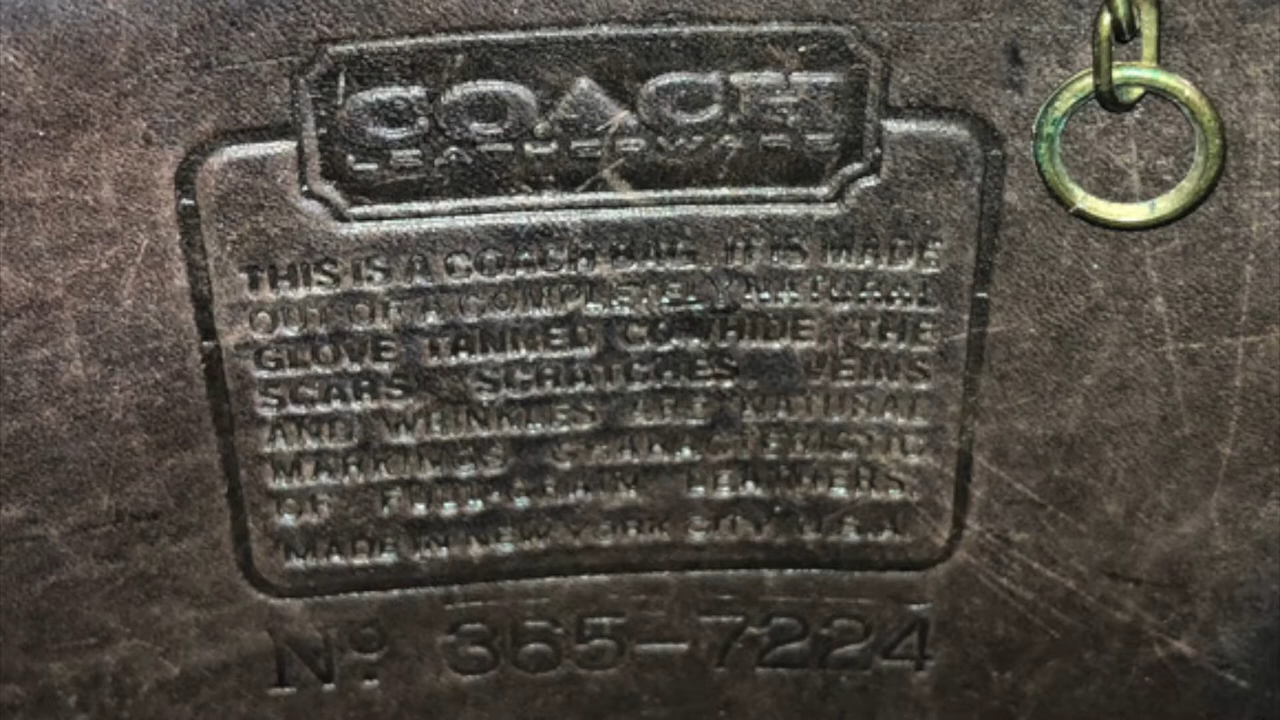 COACH
LEATHERWARE
THIS IS A COACH BAG. IT IS MADE
OUT OF A COMPLETELY NATURAL
GLOVE TANNED COWHIDE, THE
SCARS SCRATCHES VEINS
AND WRINKLES ARE NATURAL
MARKINGS CHARACTERISTIC
OF FULL-GRAIN LEATHERS.
MADE IN NEW YORK CITY, U.S.A.
Nº 365-7224